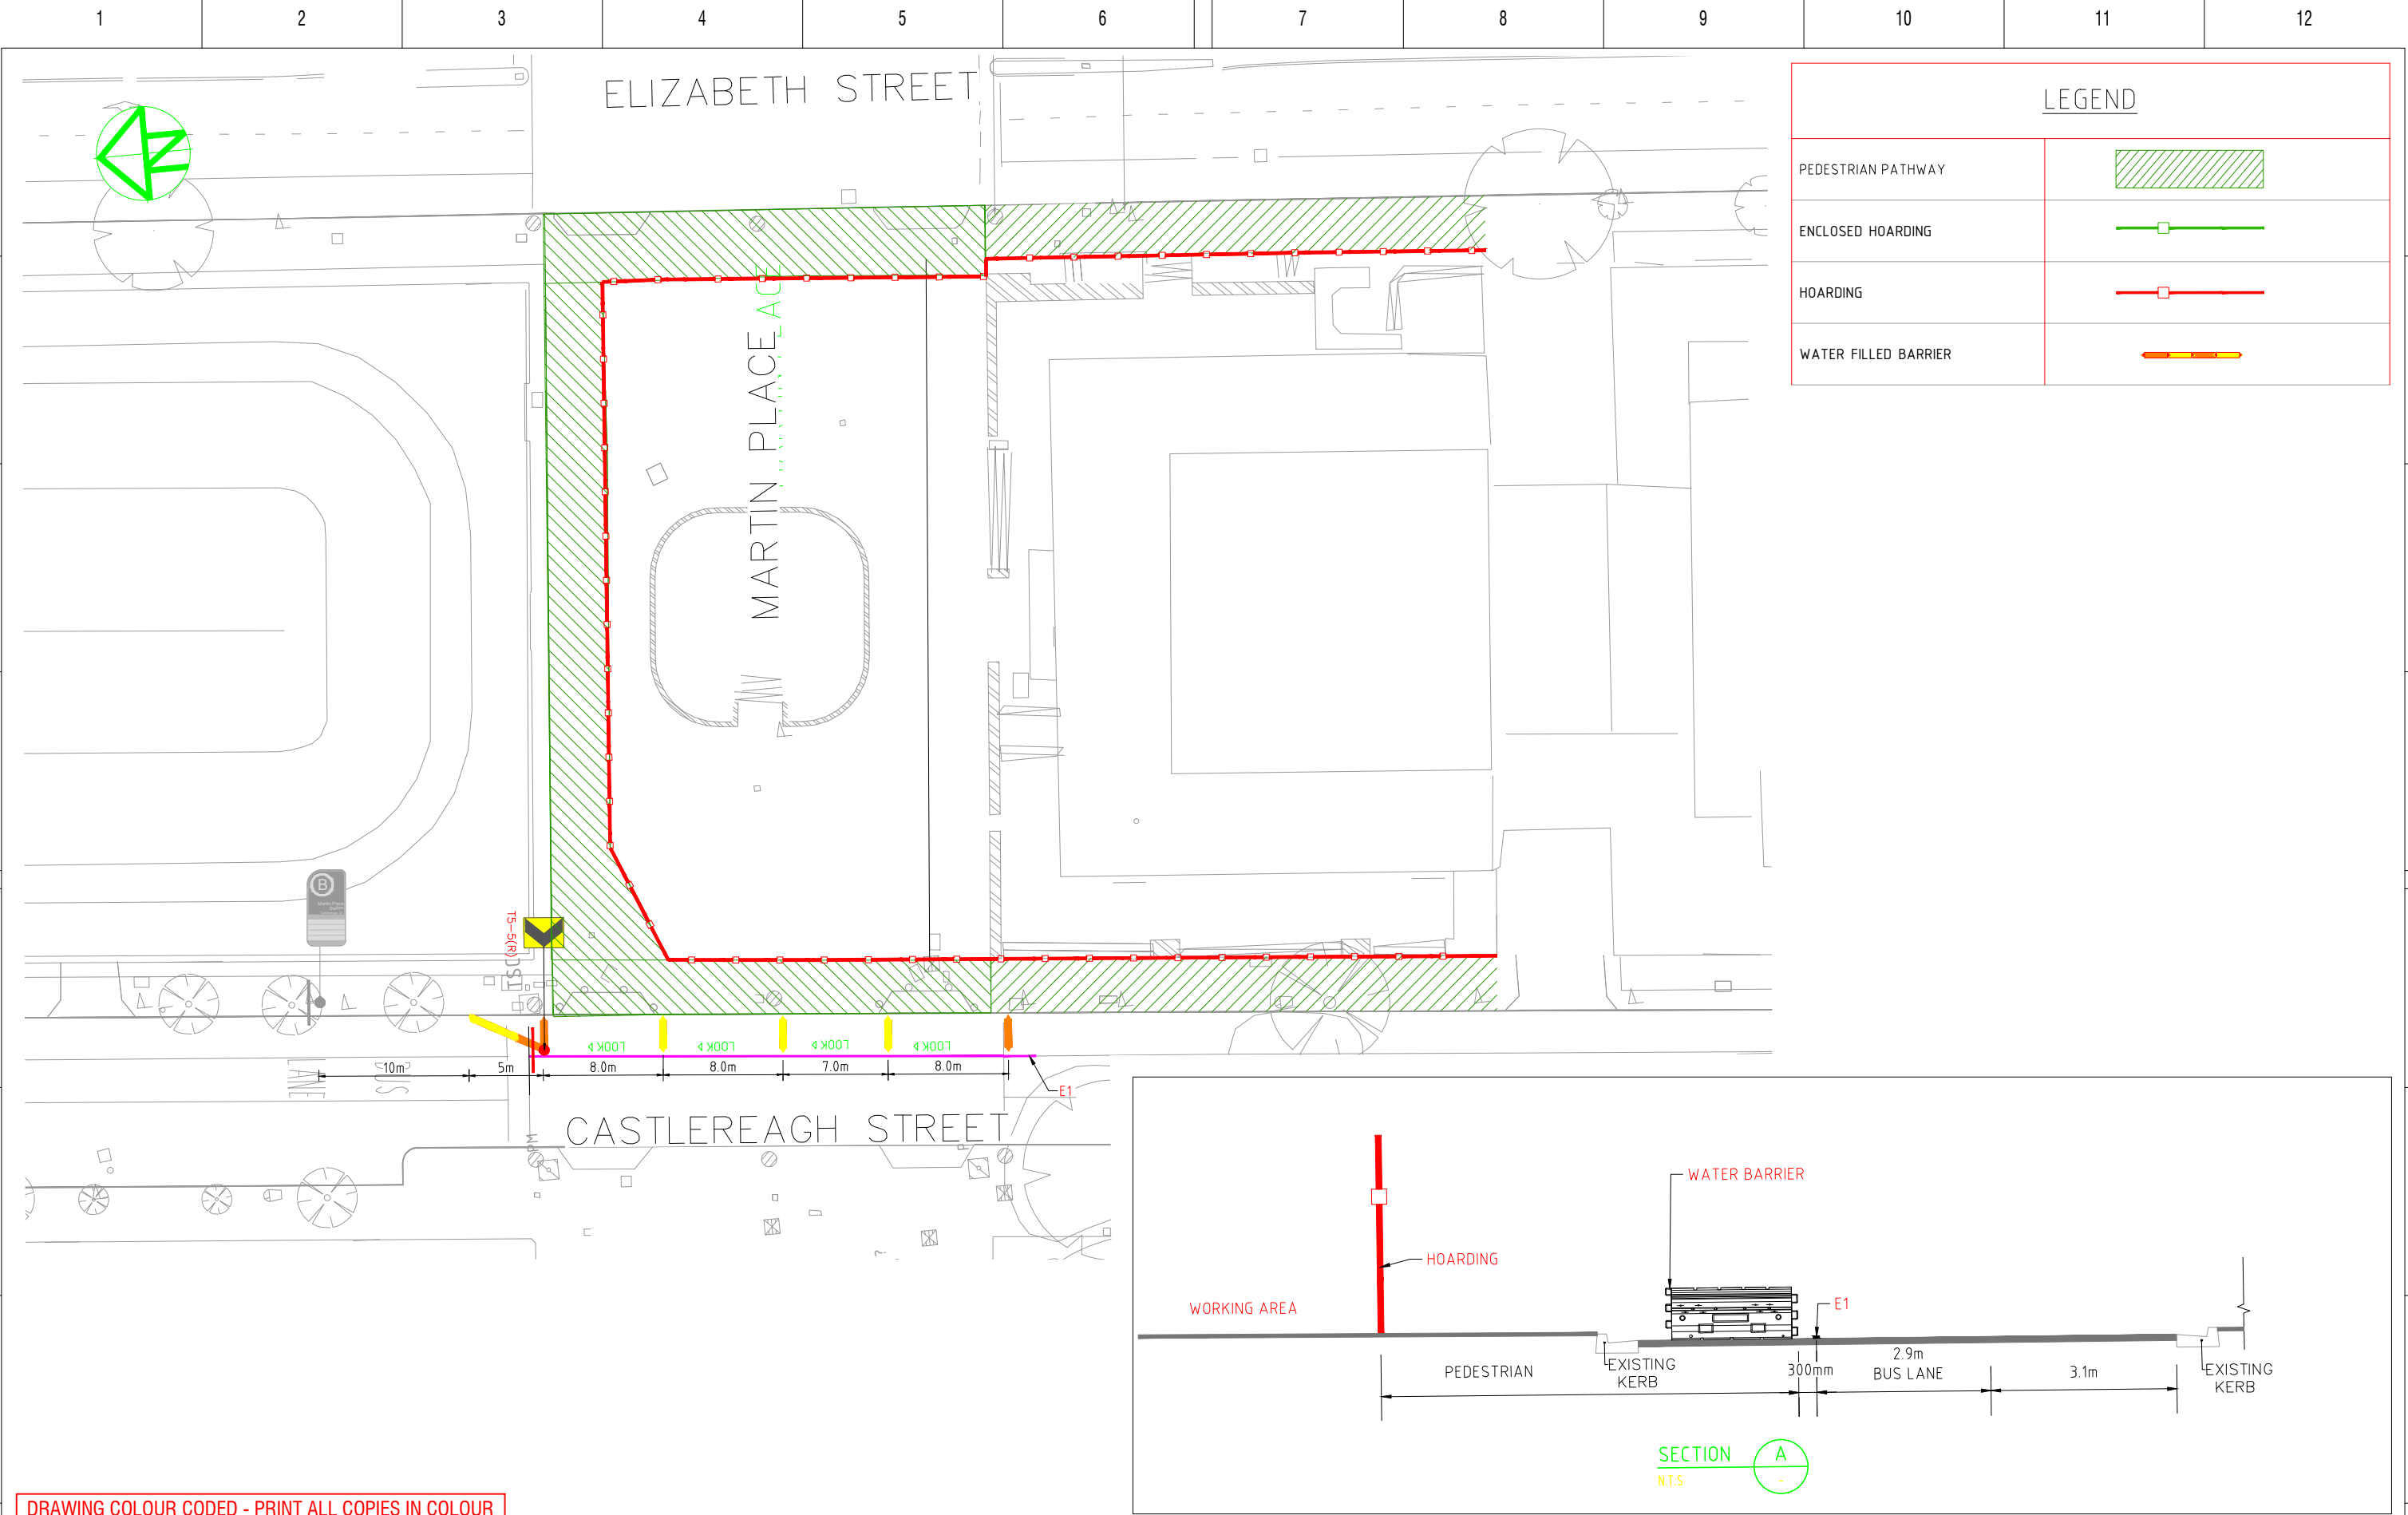 1 2 3 4 5 6 7 8 9 10 11 12
ELIZABETH STREET
LEGEND
PEDESTRIAN PATHWAY
ENCLOSED HOARDING
HOARDING
WATER FILLED BARRIER
MARTIN PLACE
B
T5-5(R)
LOOK LOOK LOOK LOOK
10m 5m 8.0m 8.0m 7.0m 8.0m
E1
CASTLEREAGH STREET
WATER BARRIER
HOARDING
WORKING AREA
E1
PEDESTRIAN
EXISTING
KERB
300mm
2.9m
BUS LANE
3.1m
EXISTING
KERB
SECTION A
N.T.S -
DRAWING COLOUR CODED - PRINT ALL COPIES IN COLOUR